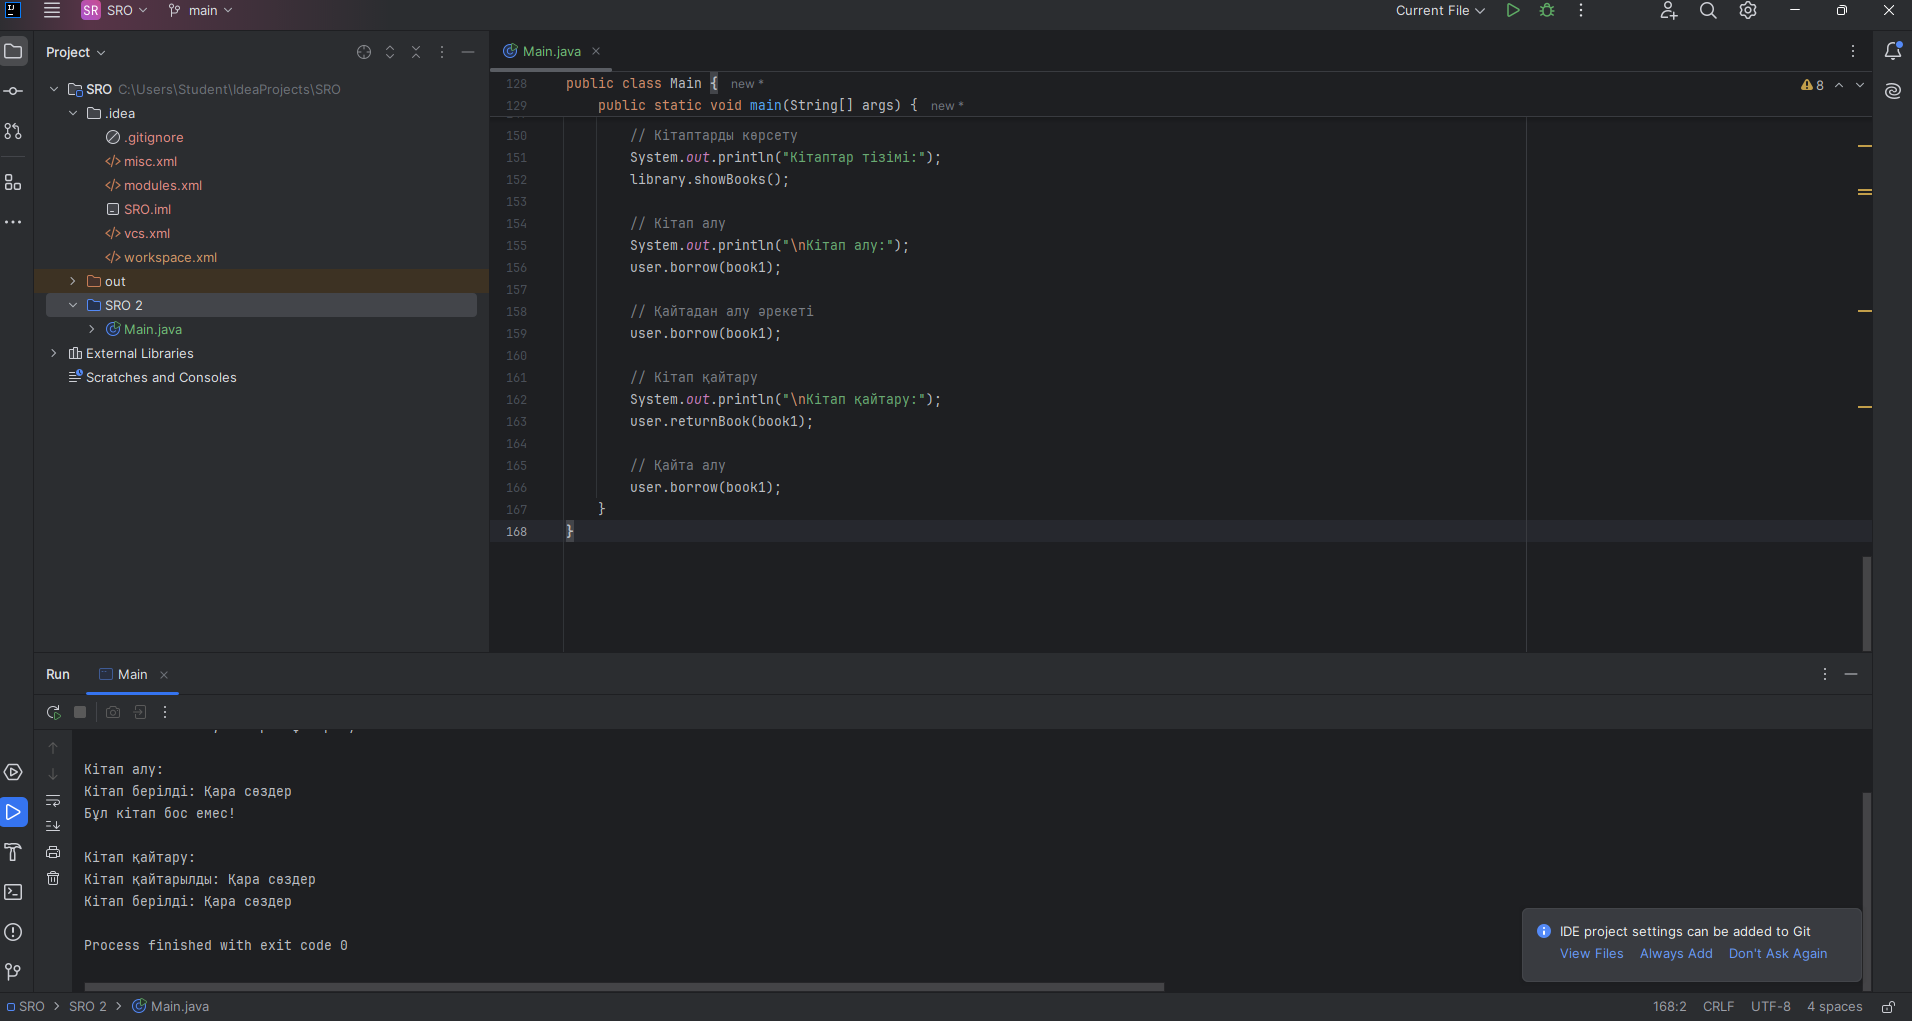 SR SRO main Current File
Project
Main.java
SRO C:\Users\Student\IdeaProjects\SRO
.idea
.gitignore
misc.xml
modules.xml
SRO.iml
vcs.xml
workspace.xml
out
SRO 2
Main.java
External Libraries
Scratches and Consoles
8
128 public class Main { new *
129 public static void main(String[] args) { new *
150 // Кітаптарды көрсету
151 System.out.println("Кітаптар тізімі:");
152 library.showBooks();
153
154 // Кітап алу
155 System.out.println("\nКітап алу:");
156 user.borrow(book1);
157
158 // Қайтадан алу әрекеті
159 user.borrow(book1);
160
161 // Кітап қайтару
162 System.out.println("\nКітап қайтару:");
163 user.returnBook(book1);
164
165 // Қайта алу
166 user.borrow(book1);
167 }
168 }
Run Main
Кітап алу:
Кітап берілді: Қара сөздер
Бұл кітап бос емес!
Кітап қайтару:
Кітап қайтарылды: Қара сөздер
Кітап берілді: Қара сөздер
Process finished with exit code 0
IDE project settings can be added to Git
View Files Always Add Don't Ask Again
SRO > SRO 2 > Main.java
168:2 CRLF UTF-8 4 spaces